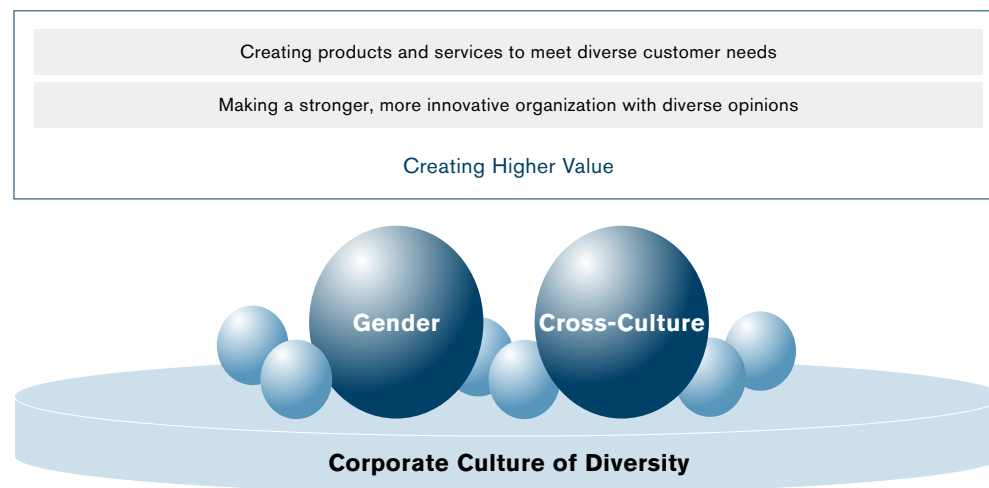 Creating products and services to meet diverse customer needs
Making a stronger, more innovative organization with diverse opinions
Creating Higher Value
Gender
Cross-Culture
Corporate Culture of Diversity